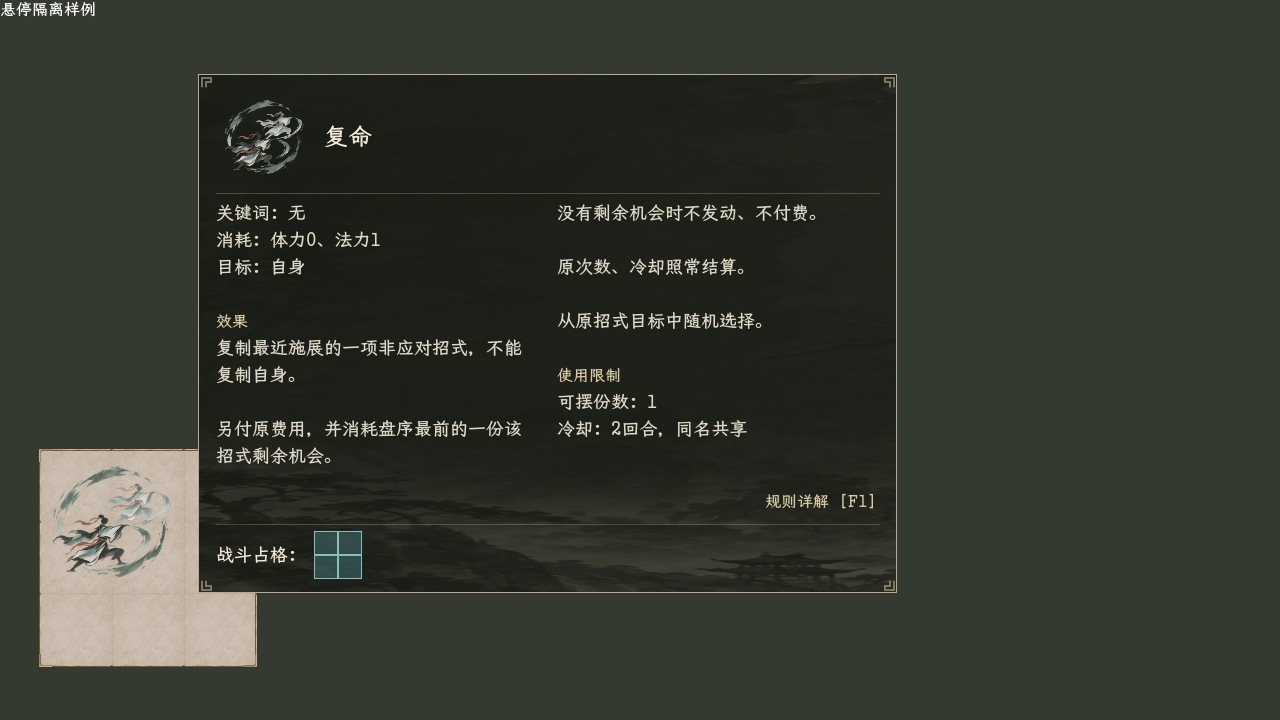 悬停隔离样例
复命
关键词：无
消耗：体力0、法力1
目标：自身
效果
复制最近施展的一项非应对招式，不能
复制自身。
另付原费用，并消耗盘序最前的一份该
招式剩余机会。
没有剩余机会时不发动、不付费。
原次数、冷却照常结算。
从原招式目标中随机选择。
使用限制
可摆份数：1
冷却：2回合，同名共享
规则详解 [F1]
战斗占格：